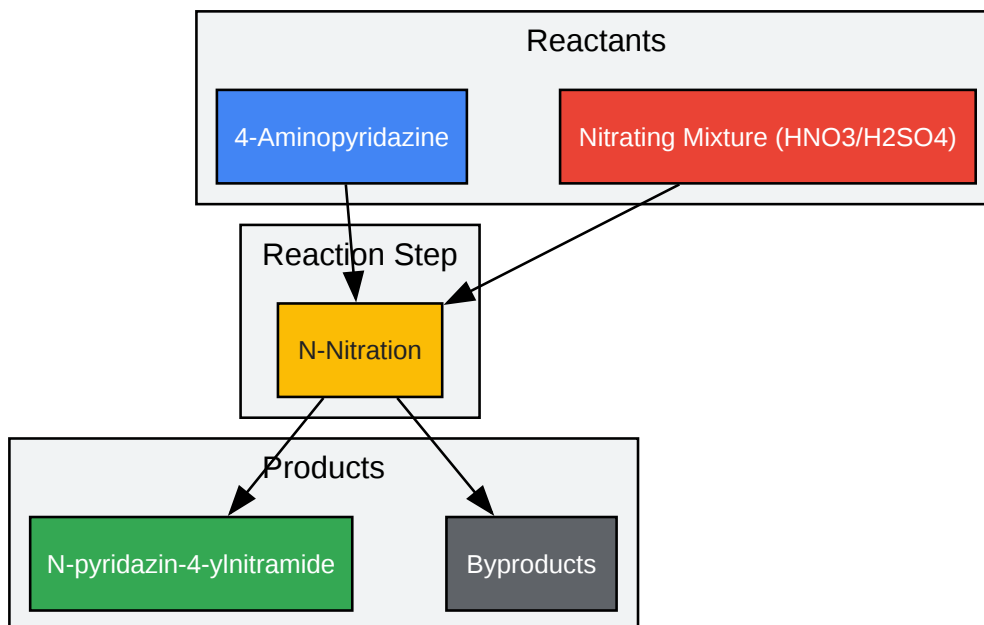 Reactants
4-Aminopyridazine
Nitrating Mixture (HNO3/H2SO4)
Reaction Step
N-Nitration
Products
N-pyridazin-4-ylnitramide
Byproducts